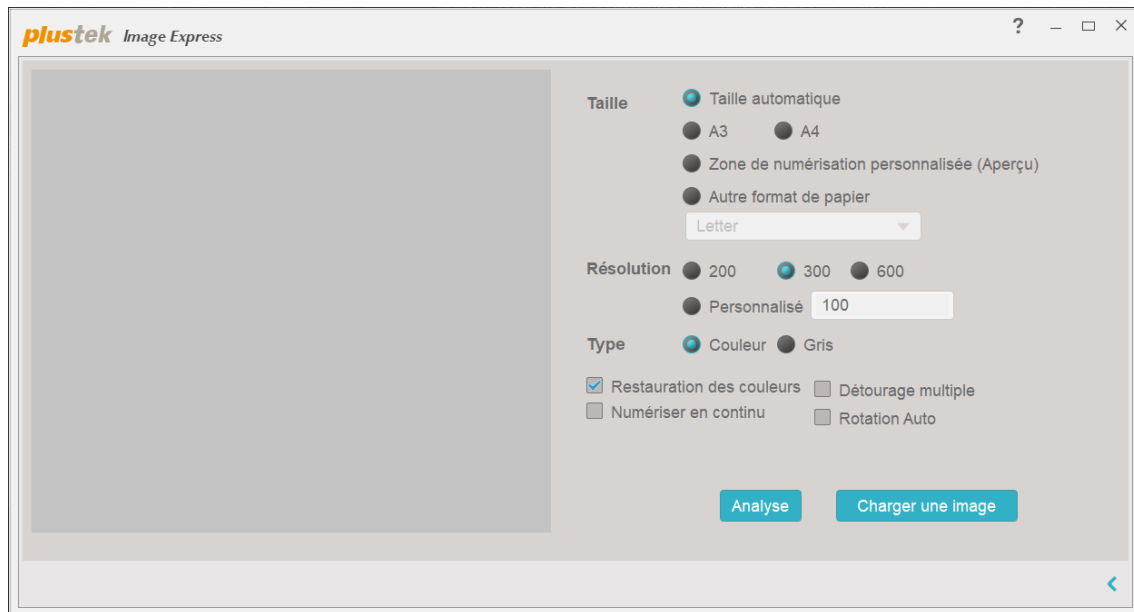 plustek Image Express
?
Taille
Taille automatique
A3 A4
Zone de numérisation personnalisée (Aperçu)
Autre format de papier
Letter
Résolution 200 300 600
Personnalisé 100
Type Couleur Gris
Restauration des couleurs Détourage multiple
Numériser en continu Rotation Auto
Analyse Charger une image